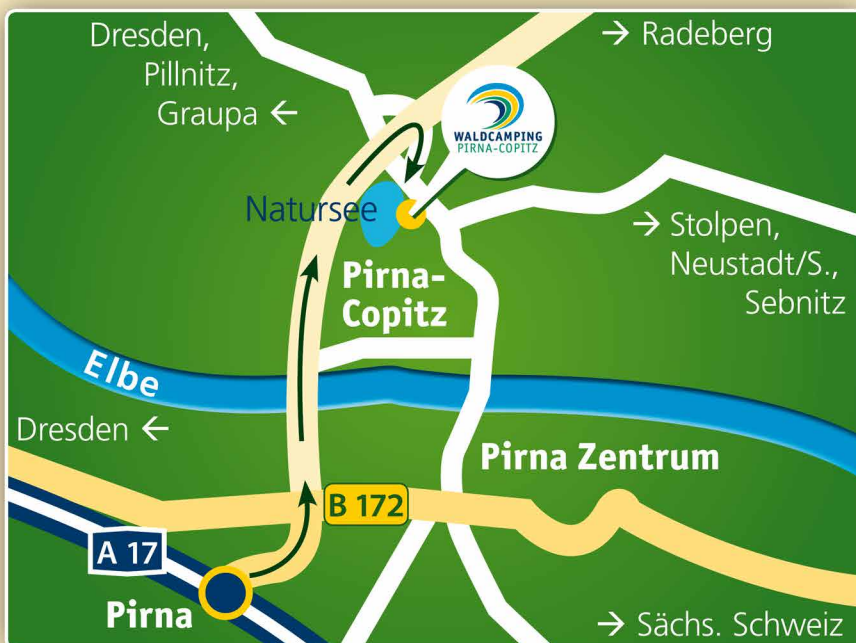 Dresden,
Pillnitz,
Graupa ←
→ Radeberg
WALDCAMPING
PIRNA-COPITZ
Natursee
→ Stolpen,
Neustadt/S.,
Sebnitz
Pirna-
Copitz
Elbe
Dresden ←
Pirna Zentrum
B 172
A 17
Pirna
→ Sächs. Schweiz